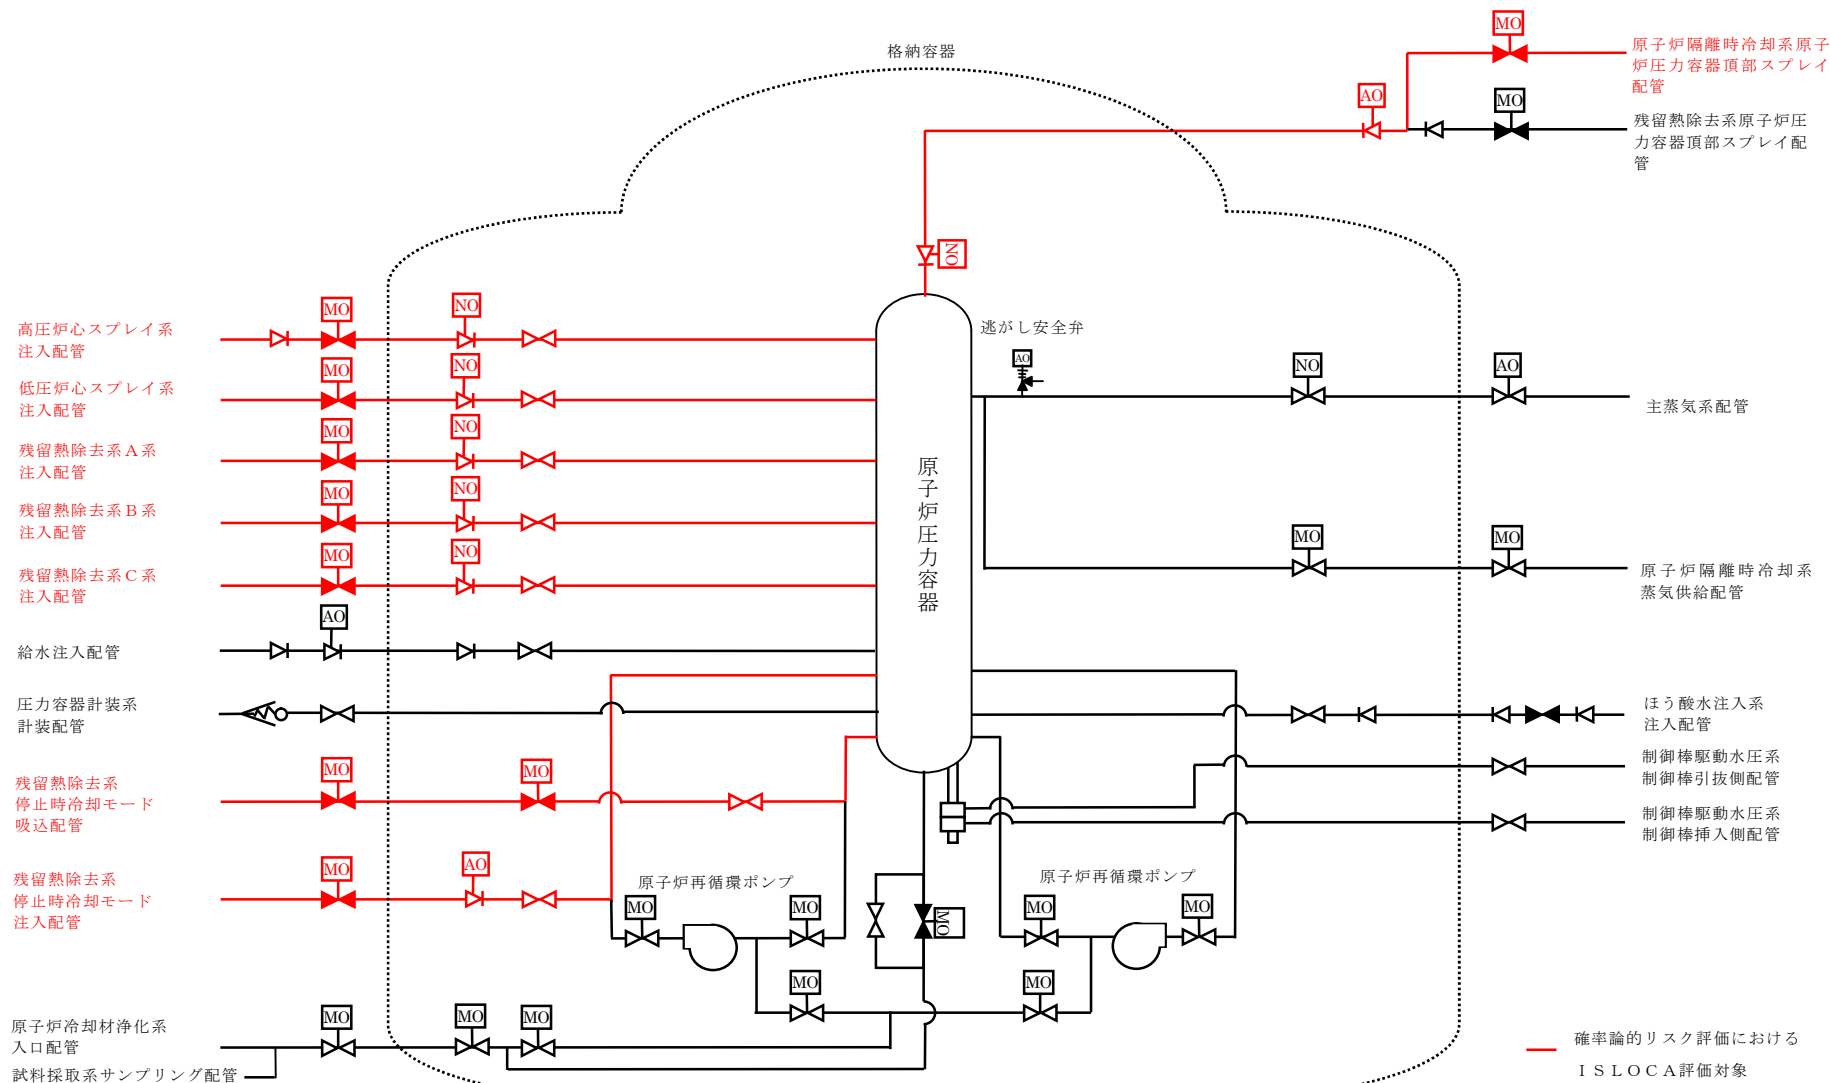 格納容器
MO
原子炉隔離時冷却系原子
炉圧力容器頂部スプレイ
配管
AO
MO
残留熱除去系原子炉圧
力容器頂部スプレイ配
管
NO
高圧炉心スプレイ系
注入配管
MO
NO
逃がし安全弁
AO
低圧炉心スプレイ系
注入配管
MO
NO
NO
AO
主蒸気系配管
残留熱除去系A系
注入配管
MO
NO
原子炉圧力容器
残留熱除去系B系
注入配管
MO
NO
残留熱除去系C系
注入配管
MO
NO
MO
MO
原子炉隔離時冷却系
蒸気供給配管
給水注入配管
AO
圧力容器計装系
計装配管
ほう酸水注入系
注入配管
残留熱除去系
停止時冷却モード
吸込配管
MO
MO
制御棒駆動水圧系
制御棒引抜側配管
制御棒駆動水圧系
制御棒挿入側配管
残留熱除去系
停止時冷却モード
注入配管
MO
AO
原子炉再循環ポンプ
MO
MO
MO
原子炉再循環ポンプ
MO
MO
MO
MO
原子炉冷却材浄化系
入口配管
MO
MO
MO
試料採取系サンプリング配管
確率論的リスク評価における
ISLOCA評価対象